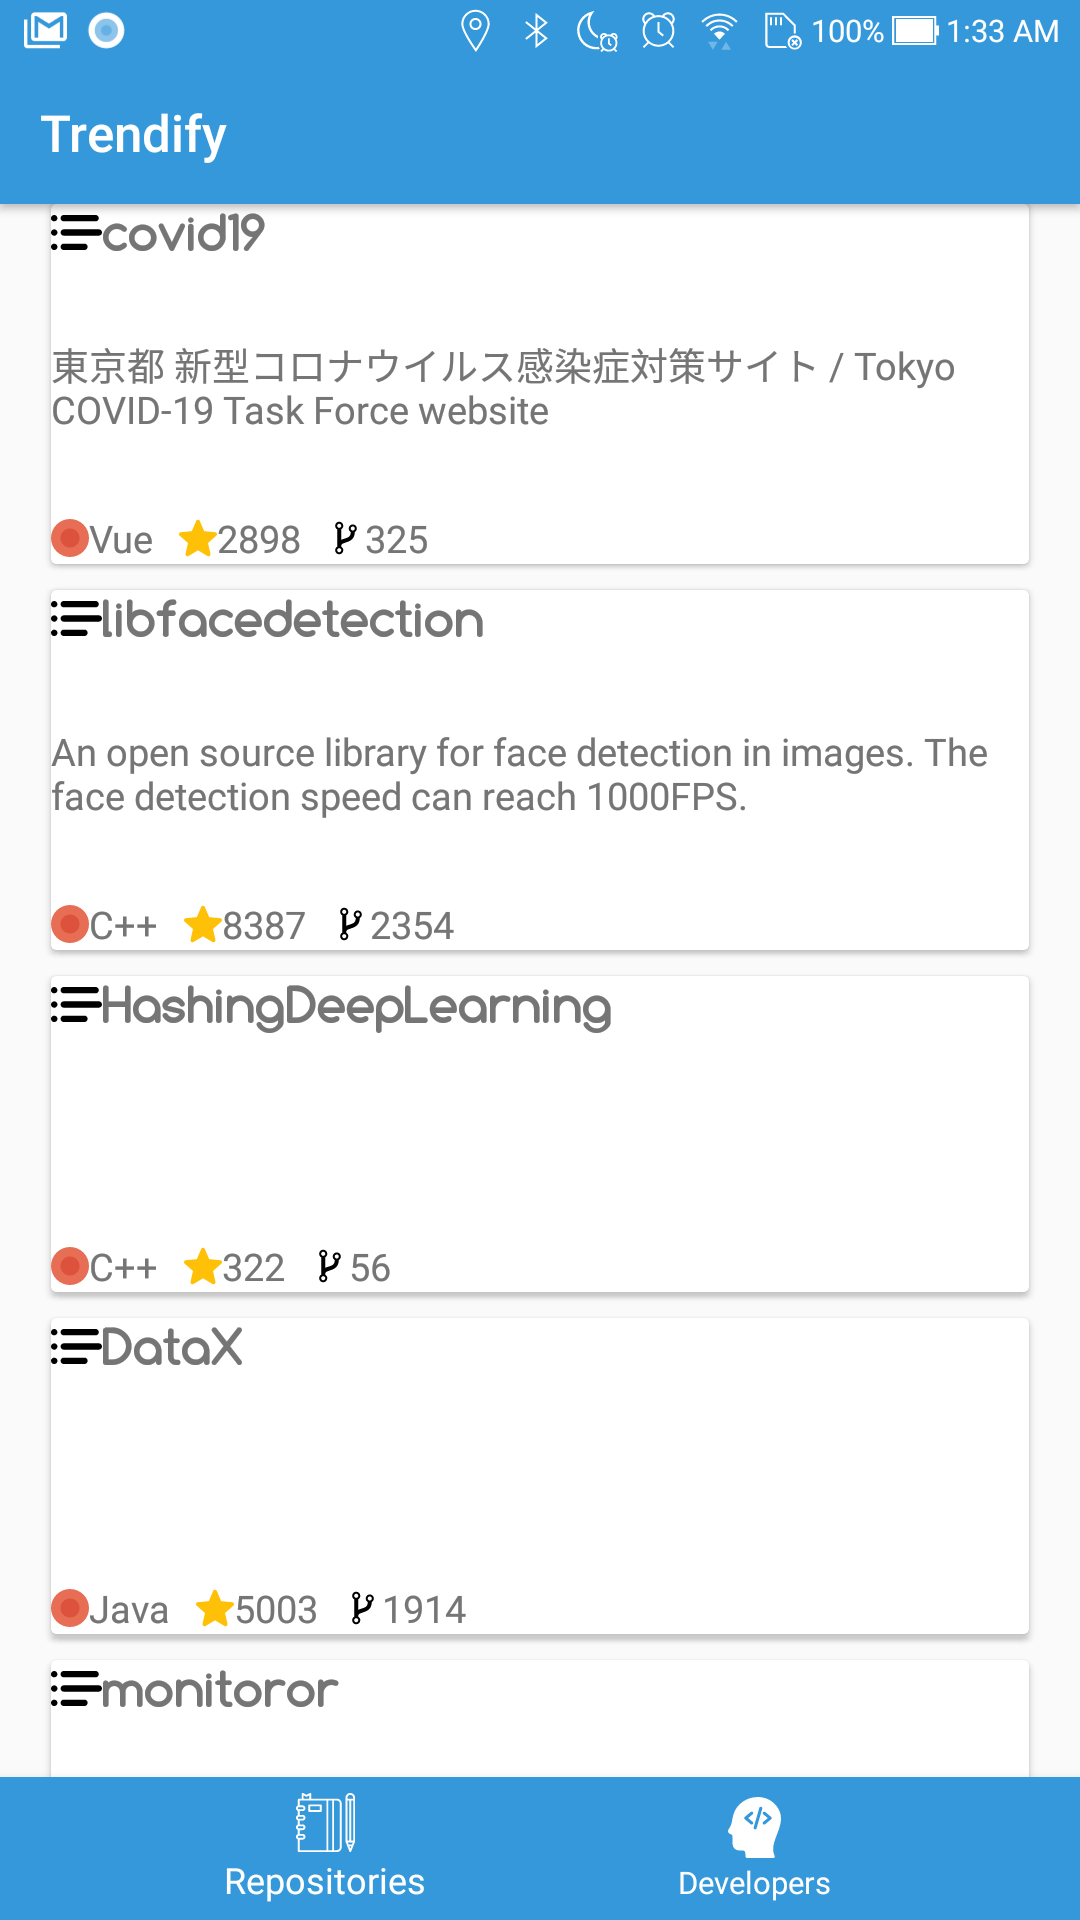 100% 1:33 AM
Trendify
covid19
東京都 新型コロナウイルス感染症対策サイト / Tokyo
COVID-19 Task Force website
Vue 2898 325
libfacedetection
An open source library for face detection in images. The
face detection speed can reach 1000FPS.
C++ 8387 2354
HashingDeepLearning
C++ 322 56
DataX
Java 5003 1914
monitoror
Repositories Developers